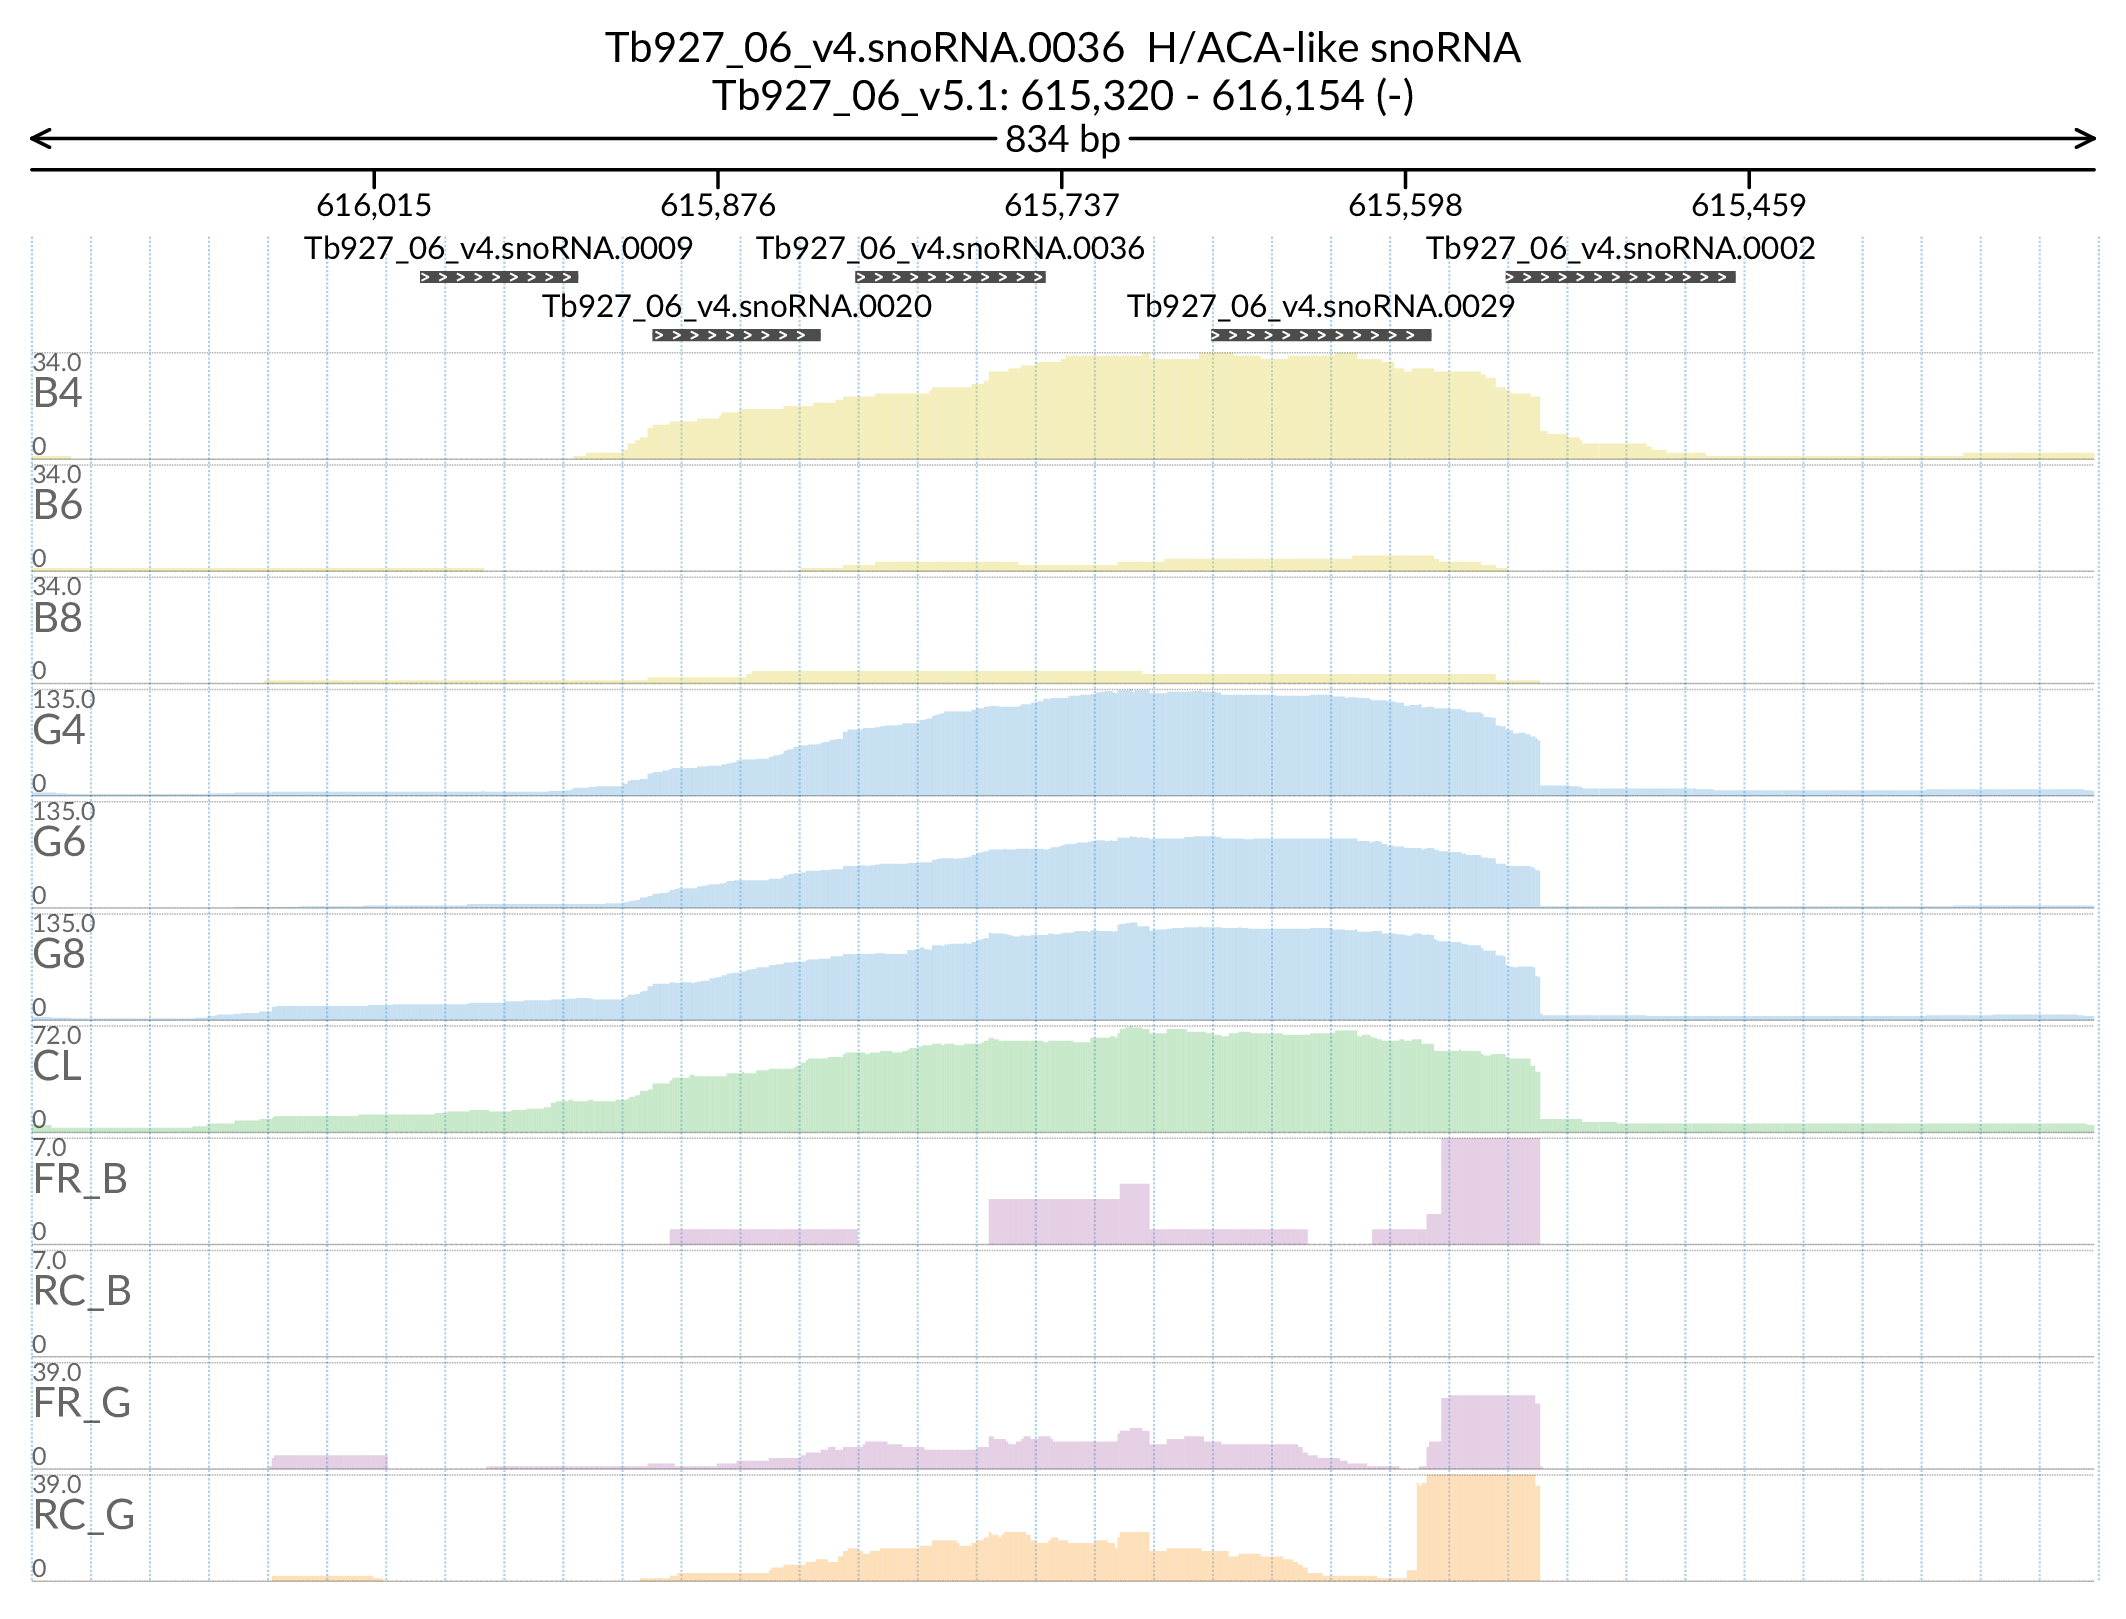 Tb927_06_v4.snoRNA.0036  H/ACA-like snoRNA
Tb927_06_v5.1: 615,320 - 616,154 (-)
834 bp
616,015 615,876 615,737 615,598 615,459
Tb927_06_v4.snoRNA.0009 Tb927_06_v4.snoRNA.0036 Tb927_06_v4.snoRNA.0002
Tb927_06_v4.snoRNA.0020 Tb927_06_v4.snoRNA.0029
34.0
B4
0
34.0
B6
0
34.0
B8
0
135.0
G4
0
135.0
G6
0
135.0
G8
0
72.0
CL
0
7.0
FR_B
0
7.0
RC_B
0
39.0
FR_G
0
39.0
RC_G
0